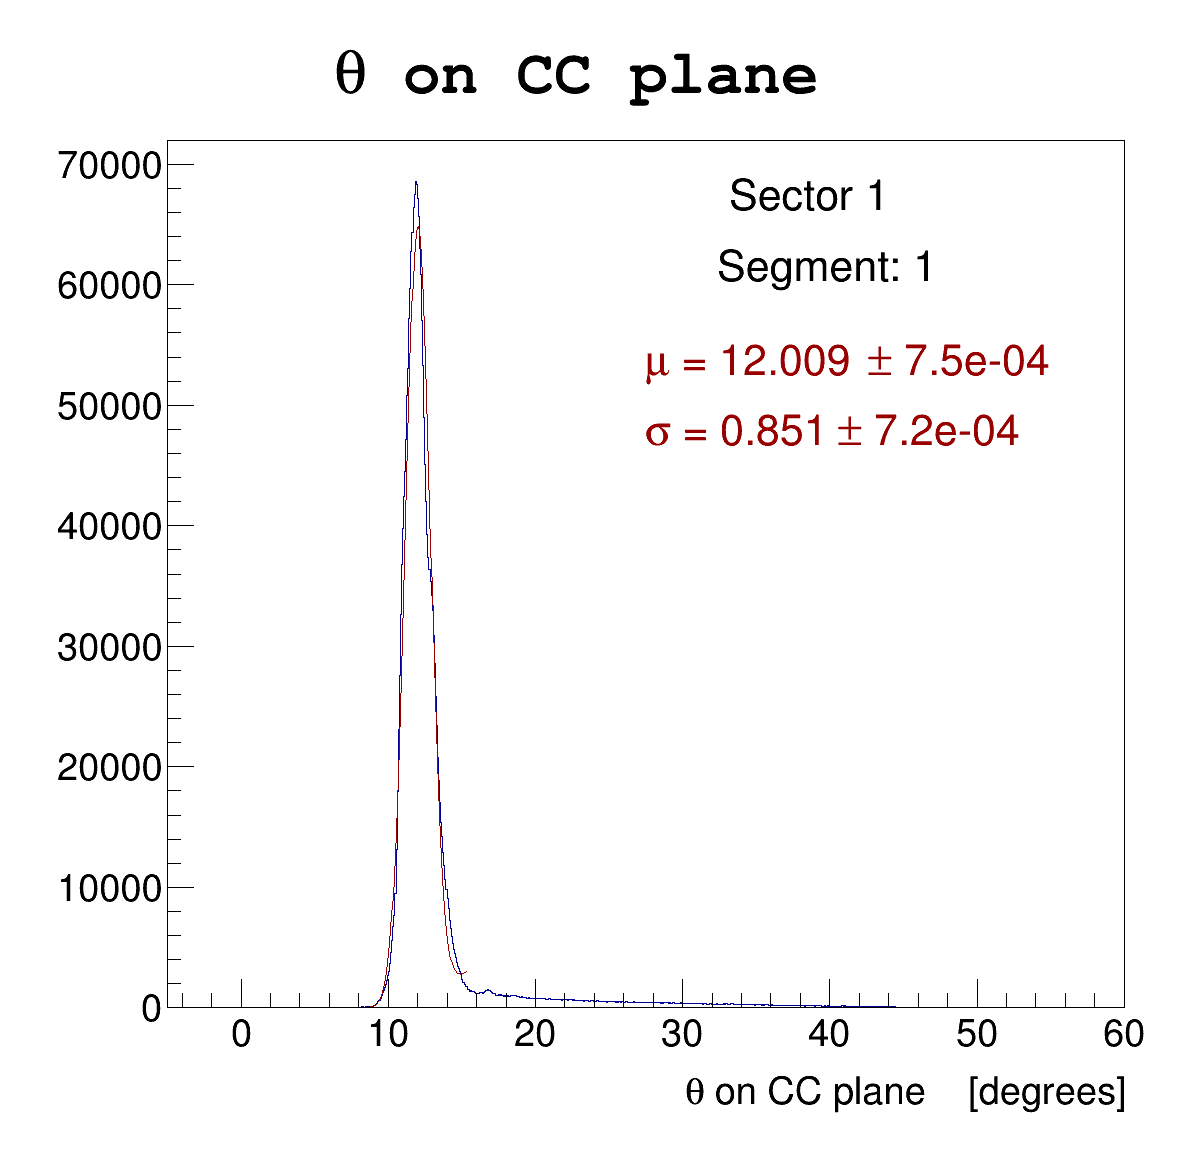 θ on CC plane
70000
60000
50000
40000
30000
20000
10000
0
Sector 1
Segment: 1
μ = 12.009 ± 7.5e-04
σ = 0.851 ± 7.2e-04
0 10 20 30 40 50 60
θ on CC plane [degrees]